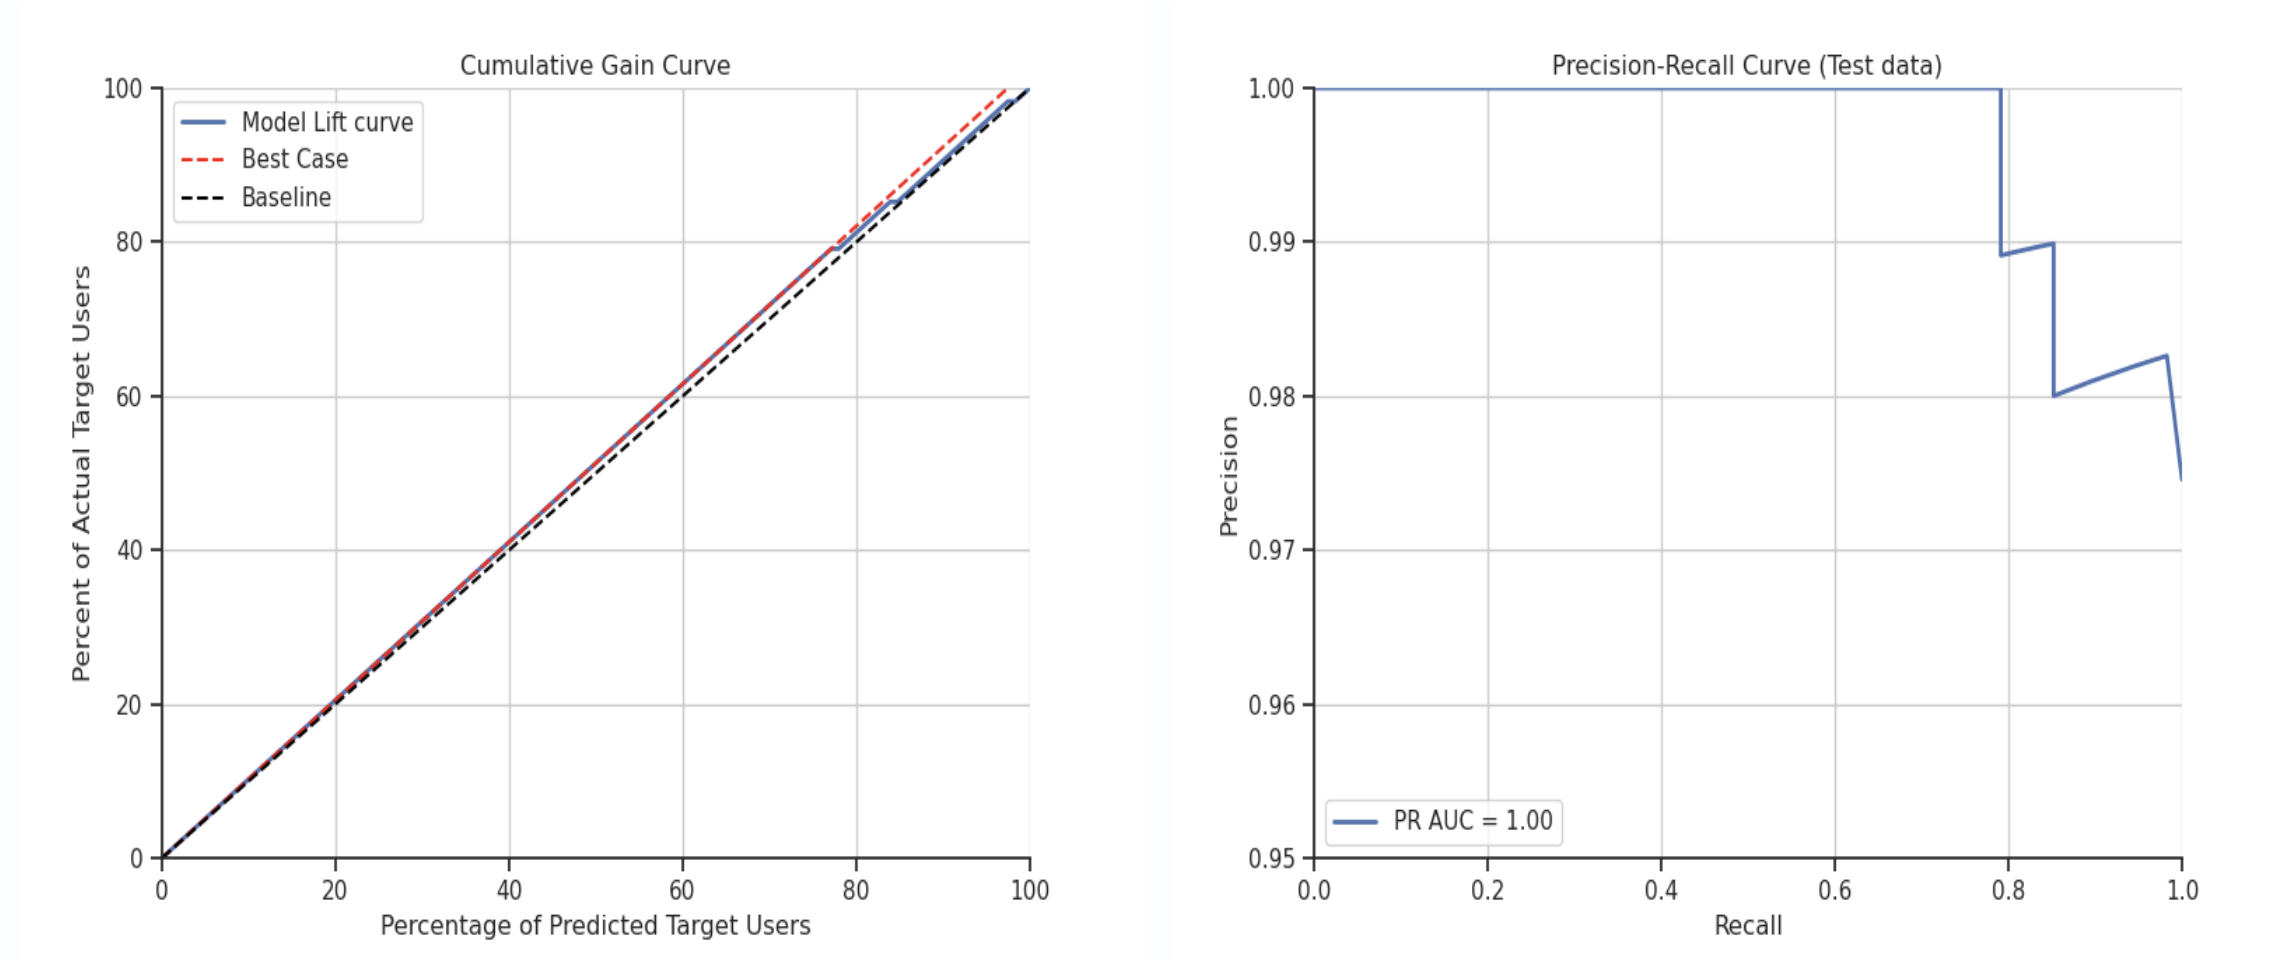 Cumulative Gain Curve
100
80
60
40
20
0
Percent of Actual Target Users
Model Lift curve
Best Case
Baseline
0 20 40 60 80 100
Percentage of Predicted Target Users
Precision-Recall Curve (Test data)
1.00
0.99
0.98
0.97
0.96
0.95
Precision
PR AUC = 1.00
0.0 0.2 0.4 0.6 0.8 1.0
Recall